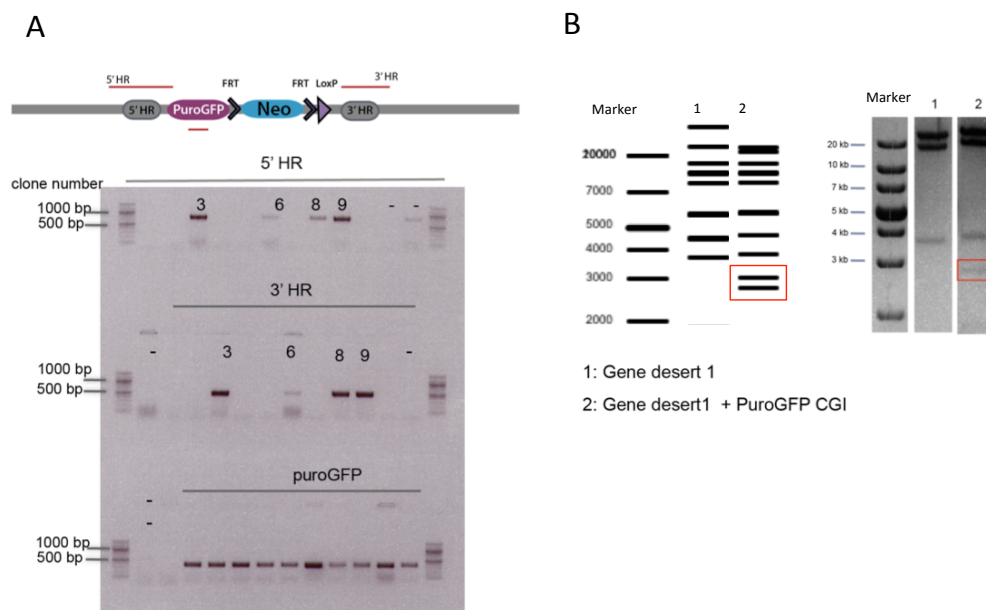 A
5' HR
FRT
FRT
LoxP
3' HR
5' HR
PuroGFP
Neo
3' HR
5' HR
clone number
1000 bp
500 bp
3
6
8
9
-
-
3' HR
-
3
6
8
9
-
1000 bp
500 bp
puroGFP
-
-
1000 bp
500 bp
B
Marker
1
2
7000
5000
4000
3000
2000
Marker
1
2
20 kb
10 kb
7 kb
5 kb
4 kb
3 kb
1: Gene desert 1
2: Gene desert1 + PuroGFP CGI